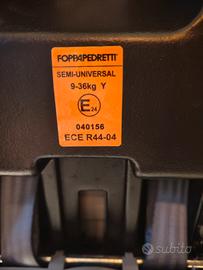 FOPPAPEDRETTI
SEMI-UNIVERSAL
9-36kg Y
E 24
040156
ECE R44-04
subito